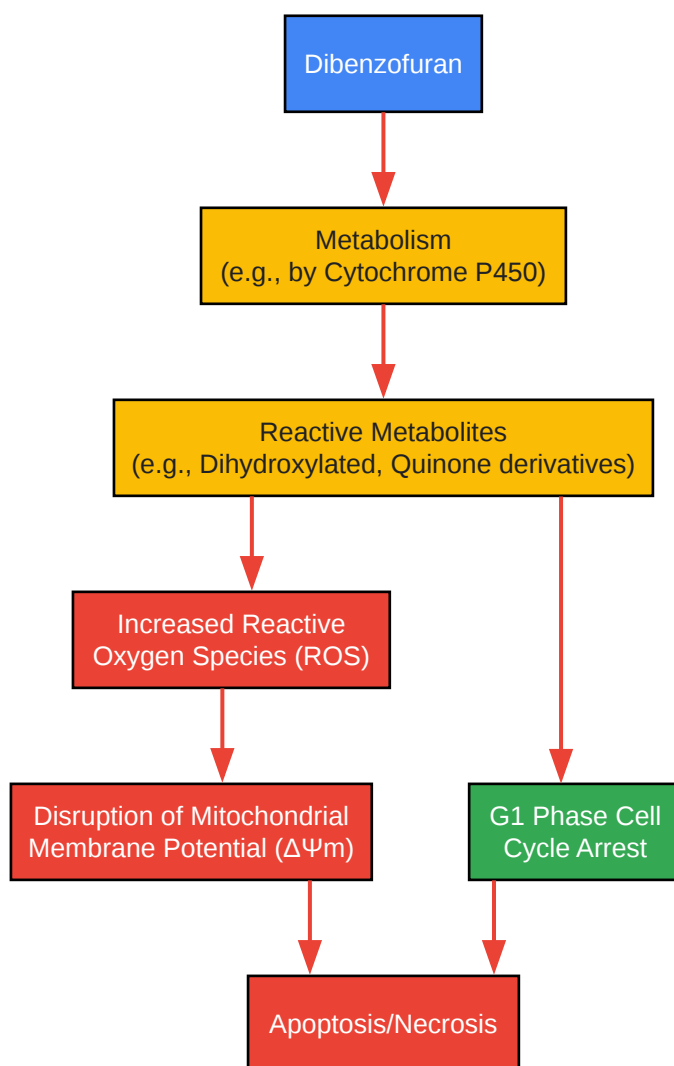 Dibenzofuran
Metabolism
(e.g., by Cytochrome P450)
Reactive Metabolites
(e.g., Dihydroxylated, Quinone derivatives)
Increased Reactive
Oxygen Species (ROS)
Disruption of Mitochondrial
Membrane Potential (ΔΨm)
G1 Phase Cell
Cycle Arrest
Apoptosis/Necrosis